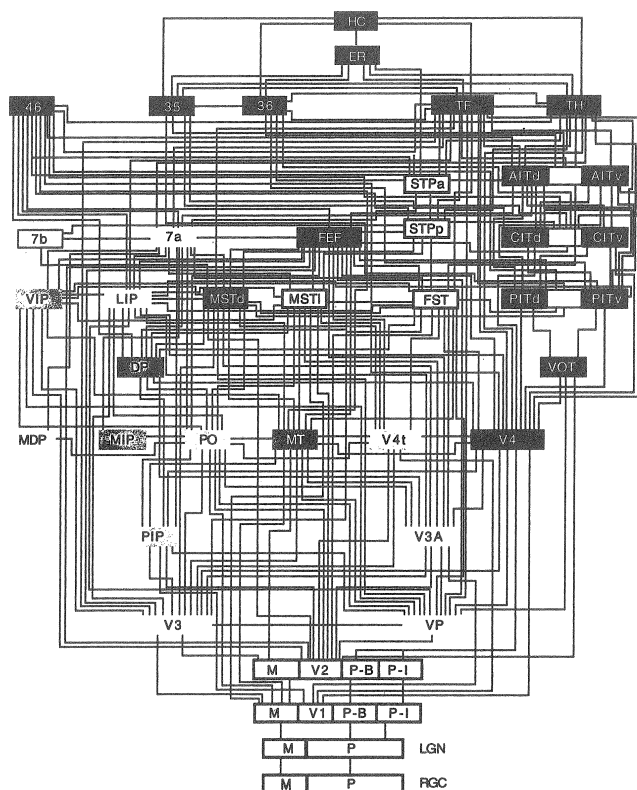 HC
ER
46 35 36 TF TH
AITd AITv
STPa
STPp
7b 7a FEF CITd CITv
VIP LIP MSTd MSTl FST PITd PITv
DP VOT
MDP MIP PO MT V4t V4
PIP V3A
V3 VP
M V2 P-B P-I
M V1 P-B P-I
M P LGN
M P RGC